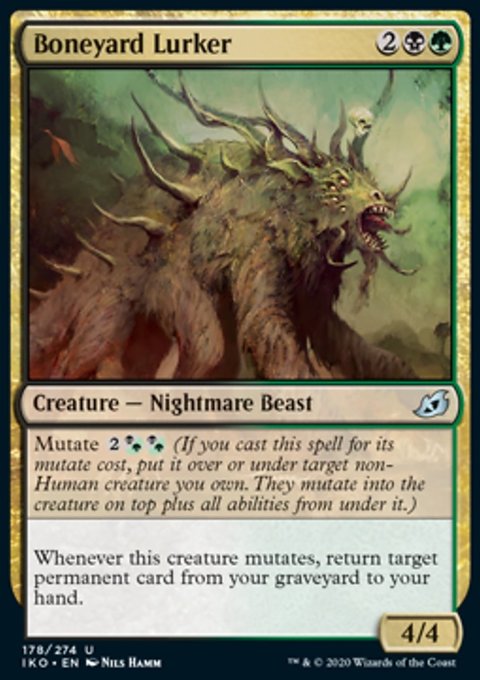 Boneyard Lurker 2
Creature — Nightmare Beast
Mutate 2 (If you cast this spell for its
mutate cost, put it over or under target non-
Human creature you own. They mutate into the
creature on top plus all abilities from under it.)
Whenever this creature mutates, return target
permanent card from your graveyard to your
hand.
4/4
178/274 U
IKO • EN Nils Hamm
™ & © 2020 Wizards of the Coast